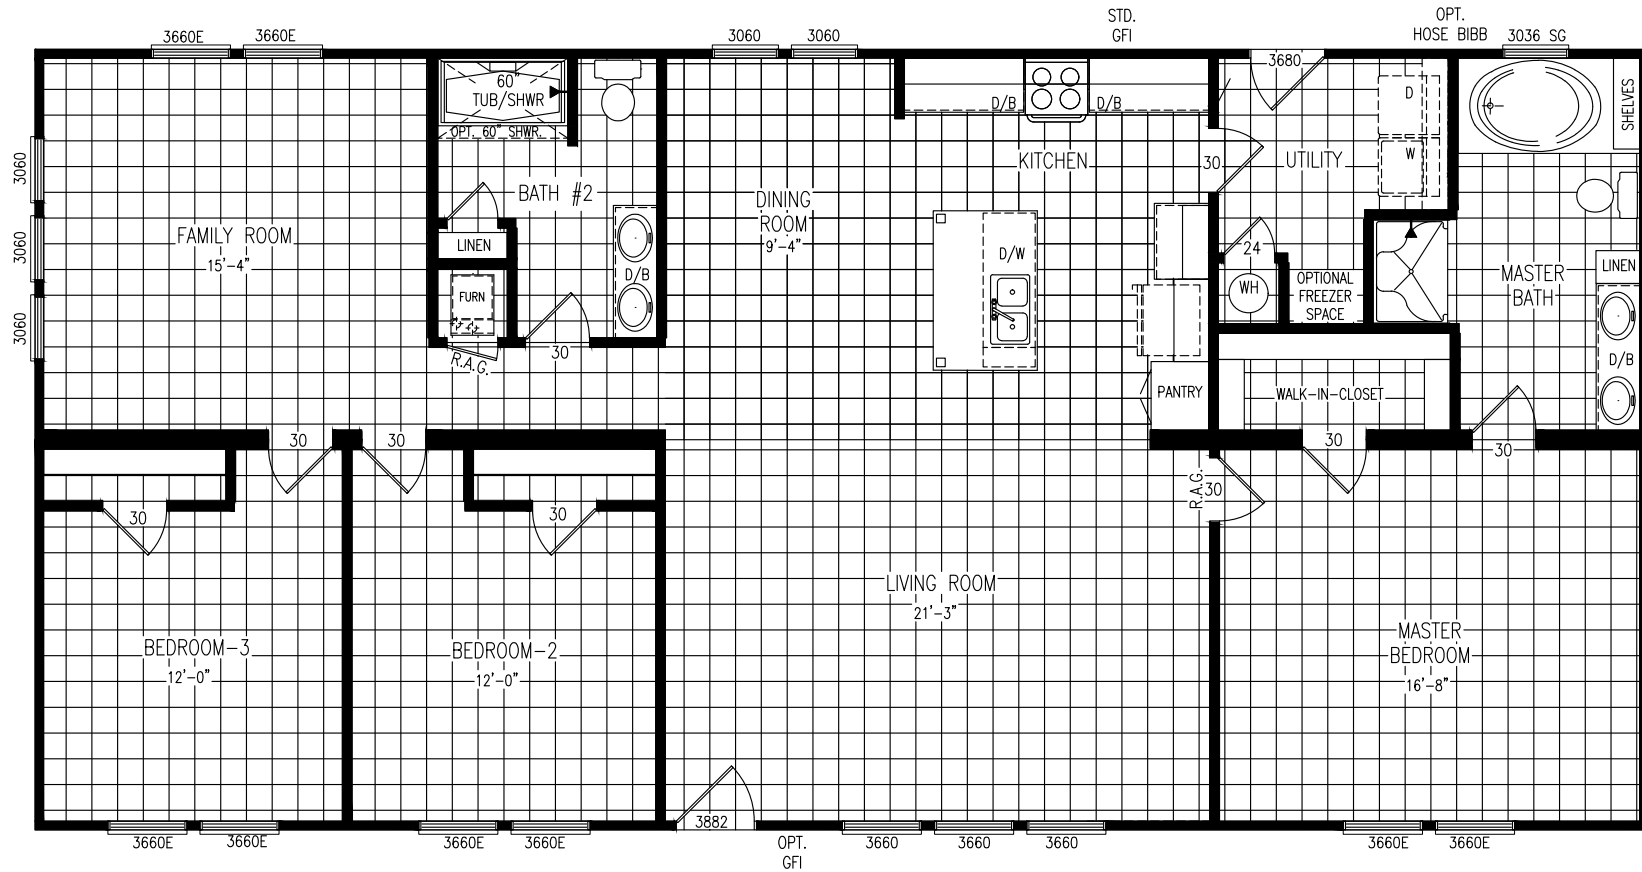 STD.
GFI
OPT.
HOSE BIBB
3660E
3660E
3060
3060
3036 SG
3680
60"
TUB/SHWR
OPT. 60" SHWR.
D/B
D/B
D
SHELVES
3060
KITCHEN
30
UTILITY
W
BATH #2
DINING
ROOM
9'-4"
FAMILY ROOM
15'-4"
3060
LINEN
D/B
D/W
24
WH
OPTIONAL
FREEZER
SPACE
MASTER
BATH
LINEN
FURN
3060
R.A.G.
30
D/B
PANTRY
WALK-IN-CLOSET
30
30
30
30
R.A.G.
30
30
30
LIVING ROOM
21'-3"
BEDROOM-3
12'-0"
BEDROOM-2
12'-0"
MASTER
BEDROOM
16'-8"
3882
3660E
3660E
3660E
3660E
OPT.
GFI
3660
3660
3660
3660E
3660E